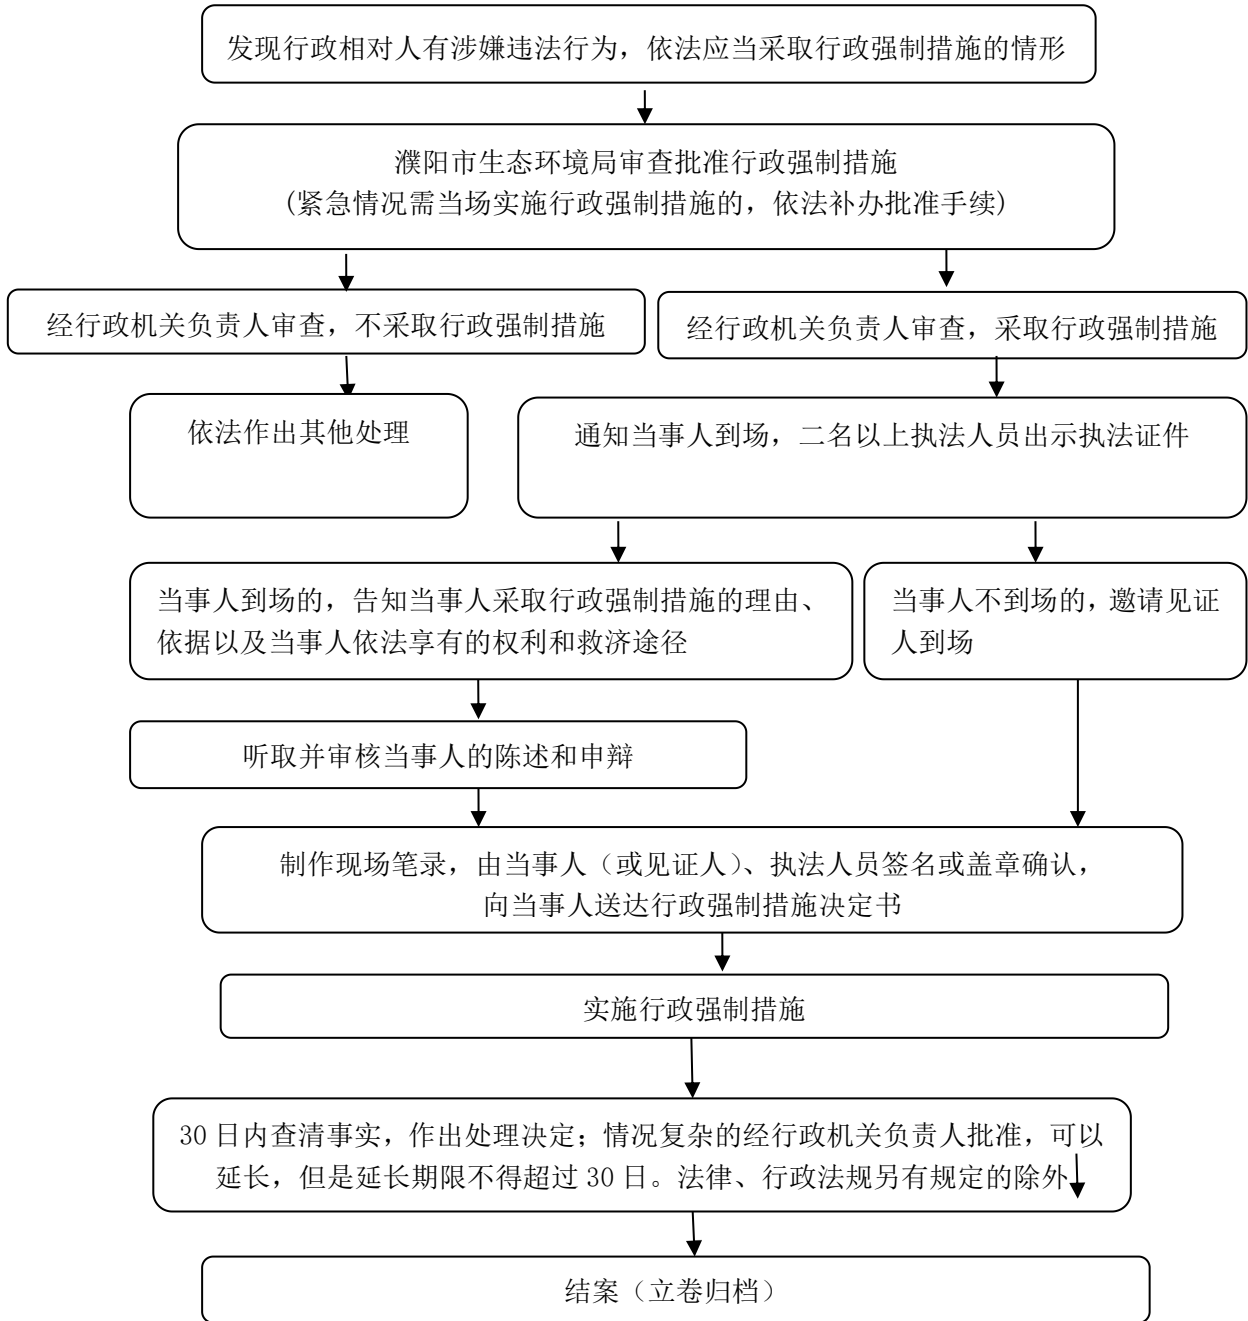 发现行政相对人有涉嫌违法行为，依法应当采取行政强制措施的情形
濮阳市生态环境局审查批准行政强制措施
(紧急情况需当场实施行政强制措施的，依法补办批准手续)
经行政机关负责人审查，不采取行政强制措施
经行政机关负责人审查，采取行政强制措施
依法作出其他处理
通知当事人到场，二名以上执法人员出示执法证件
当事人到场的，告知当事人采取行政强制措施的理由、
依据以及当事人依法享有的权利和救济途径
当事人不到场的，邀请见证
人到场
听取并审核当事人的陈述和申辩
制作现场笔录，由当事人（或见证人）、执法人员签名或盖章确认，
向当事人送达行政强制措施决定书
实施行政强制措施
30日内查清事实，作出处理决定；情况复杂的经行政机关负责人批准，可以
延长，但是延长期限不得超过30日。法律、行政法规另有规定的除外
结案（立卷归档）